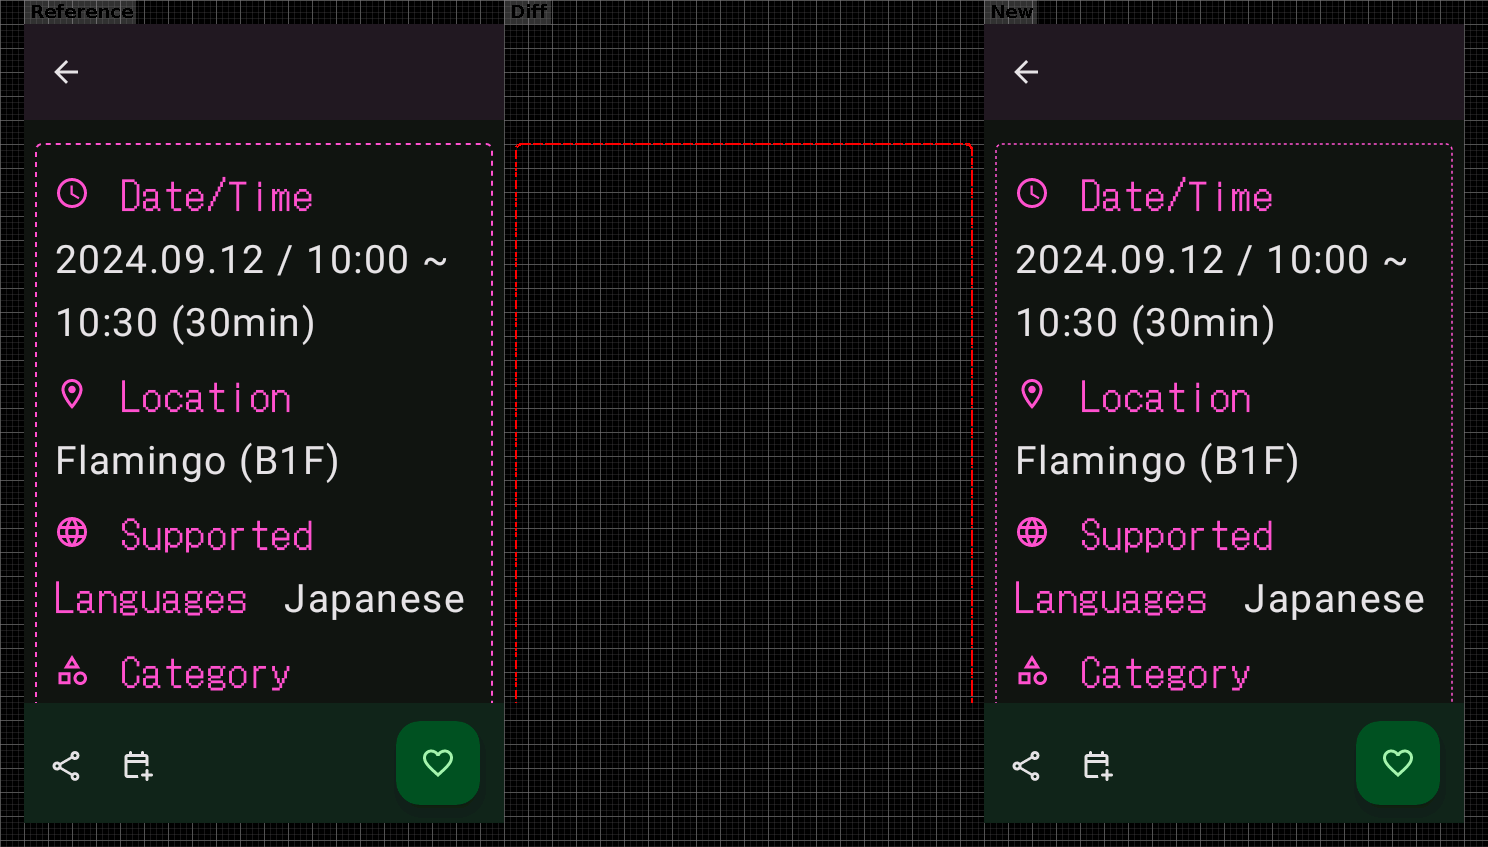 Reference
Diff
New
Date/Time
2024.09.12 / 10:00 ~
10:30 (30min)
Location
Flamingo (B1F)
Supported
Languages Japanese
Category
Date/Time
2024.09.12 / 10:00 ~
10:30 (30min)
Location
Flamingo (B1F)
Supported
Languages Japanese
Category